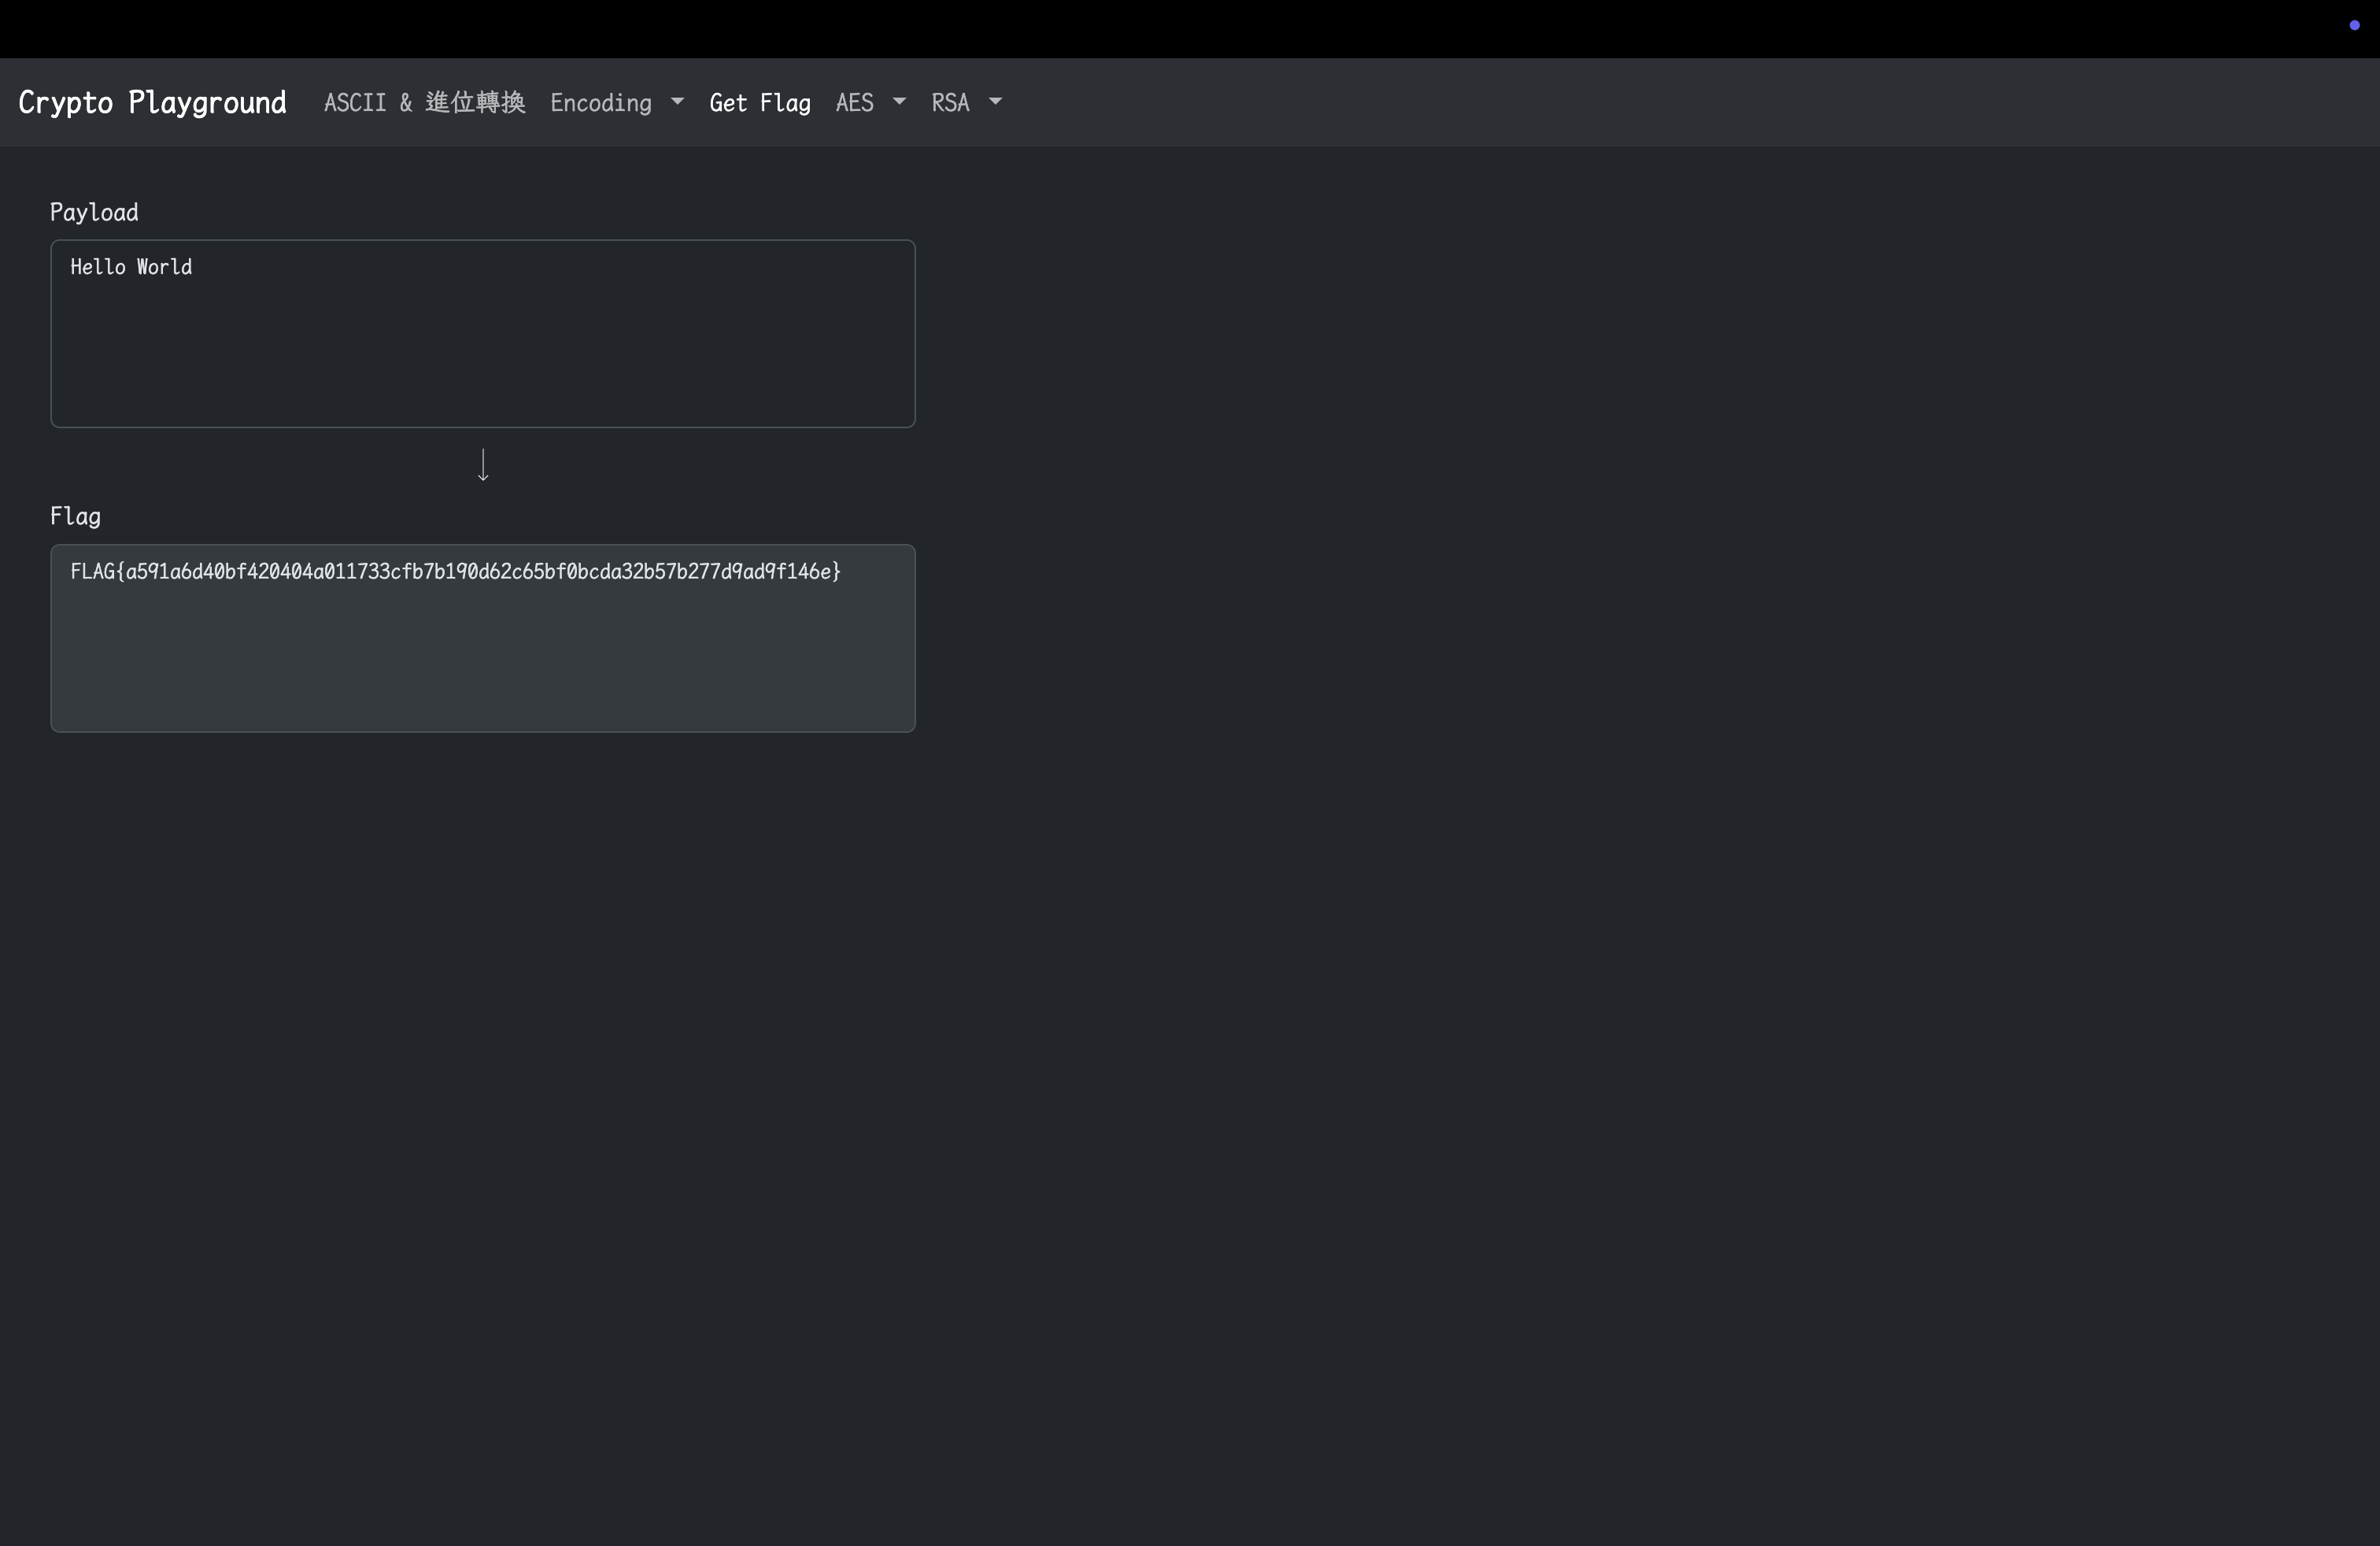 Crypto Playground ASCII & 進位轉換 Encoding Get Flag AES RSA
Payload
Hello World
Flag
FLAG{a591a6d40bf420404a011733cfb7b190d62c65bf0bcda32b57b277d9ad9f146e}